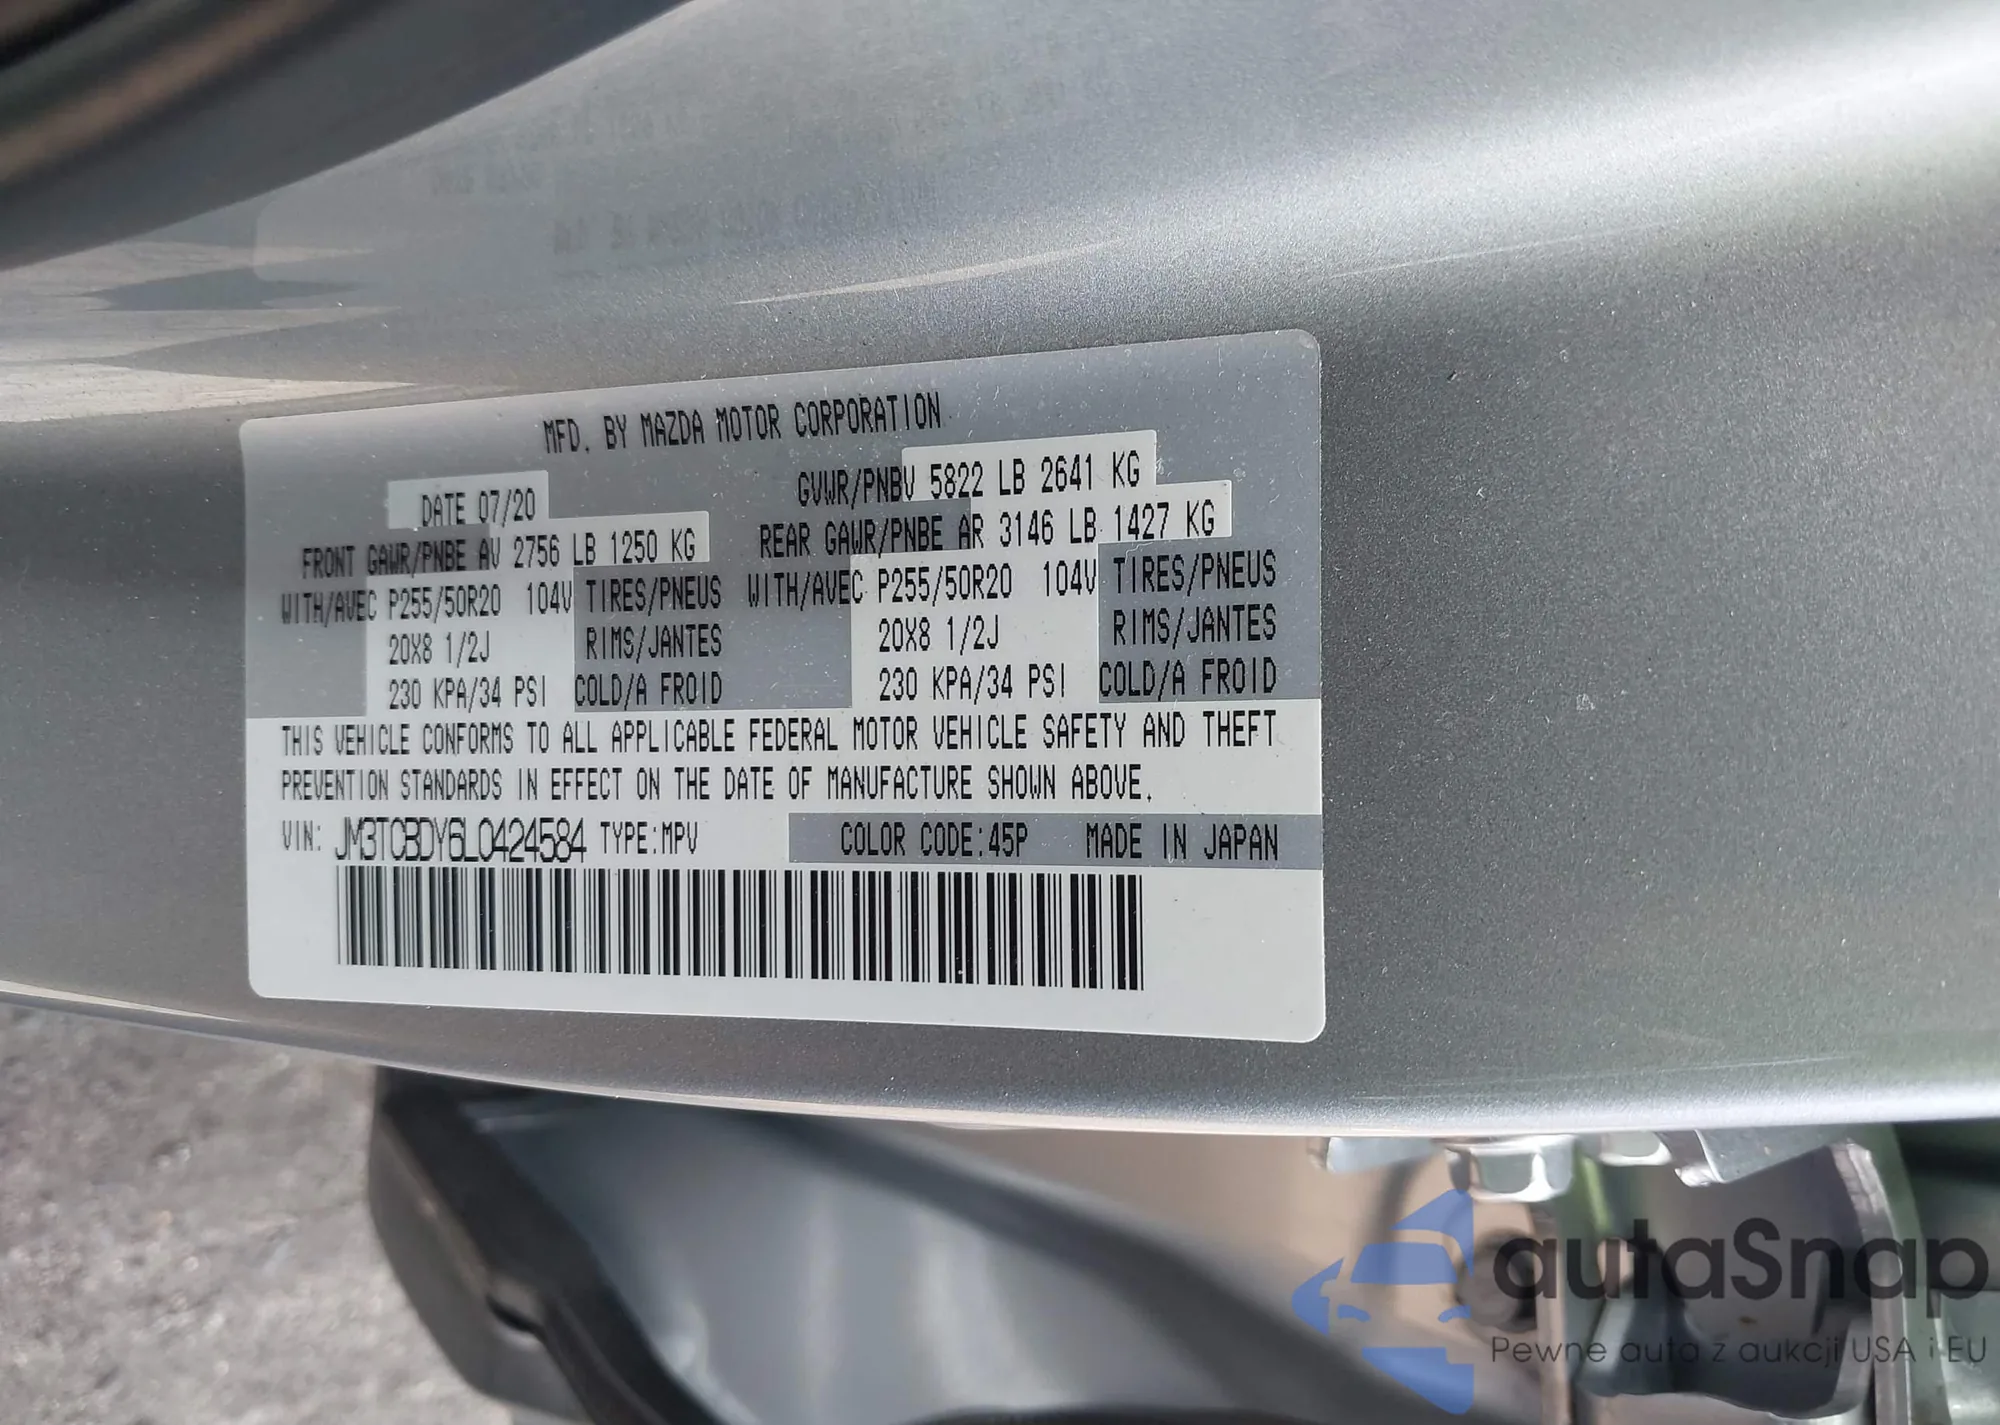 MFD. BY MAZDA MOTOR CORPORATION
DATE 07/20 GVWR/PNBV 5822 LB 2641 KG
FRONT GAWR/PNBE AV 2756 LB 1250 KG REAR GAWR/PNBE AR 3146 LB 1427 KG
WITH/AVEC P255/50R20 104V TIRES/PNEUS WITH/AVEC P255/50R20 104V TIRES/PNEUS
20X8 1/2J RIMS/JANTES 20X8 1/2J RIMS/JANTES
230 KPA/34 PSI COLD/A FROID 230 KPA/34 PSI COLD/A FROID
THIS VEHICLE CONFORMS TO ALL APPLICABLE FEDERAL MOTOR VEHICLE SAFETY AND THEFT
PREVENTION STANDARDS IN EFFECT ON THE DATE OF MANUFACTURE SHOWN ABOVE.
VIN: JM3TCBDY6L0424584 TYPE:MPV COLOR CODE:45P MADE IN JAPAN
autaSnap
Pewne auta z aukcji USA i EU